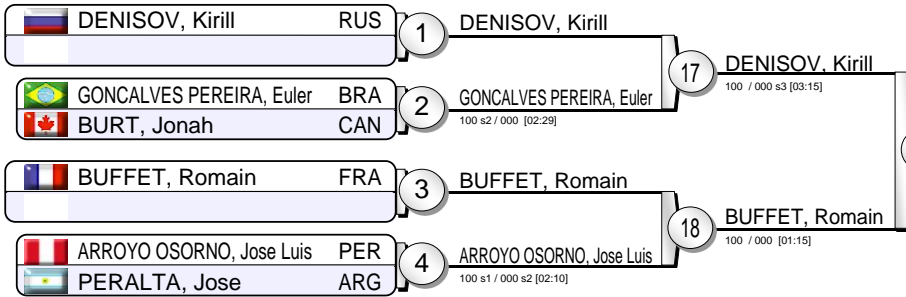 DENISOV, Kirill RUS
1
DENISOV, Kirill
17
DENISOV, Kirill
100 / 000 s3 [03:15]
GONCALVES PEREIRA, Euler BRA
BURT, Jonah CAN
2
GONCALVES PEREIRA, Euler
100 s2 / 000 [02:29]
BUFFET, Romain FRA
3
BUFFET, Romain
18
BUFFET, Romain
100 / 000 [01:15]
ARROYO OSORNO, Jose Luis PER
PERALTA, Jose ARG
4
ARROYO OSORNO, Jose Luis
100 s1 / 000 s2 [02:10]